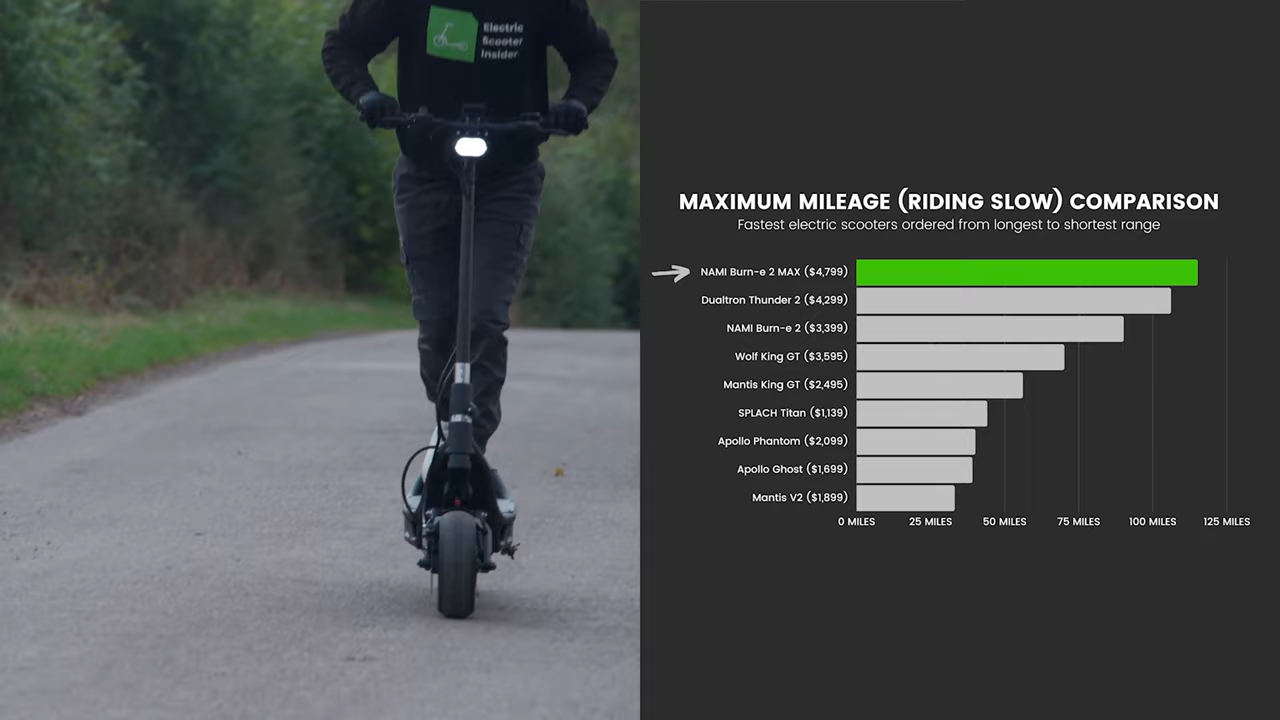 Electric
Scooter
Insider
MAXIMUM MILEAGE (RIDING SLOW) COMPARISON
Fastest electric scooters ordered from longest to shortest range
NAMI Burn-e 2 MAX ($4,799)
Dualtron Thunder 2 ($4,299)
NAMI Burn-e 2 ($3,399)
Wolf King GT ($3,595)
Mantis King GT ($2,495)
SPLACH Titan ($1,139)
Apollo Phantom ($2,099)
Apollo Ghost ($1,699)
Mantis V2 ($1,899)
0 MILES 25 MILES 50 MILES 75 MILES 100 MILES 125 MILES